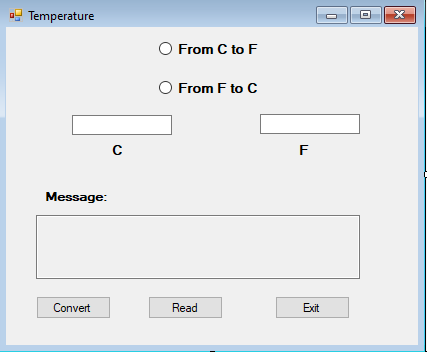 Temperature
From C to F
From F to C
C F
Message:
Convert Read Exit